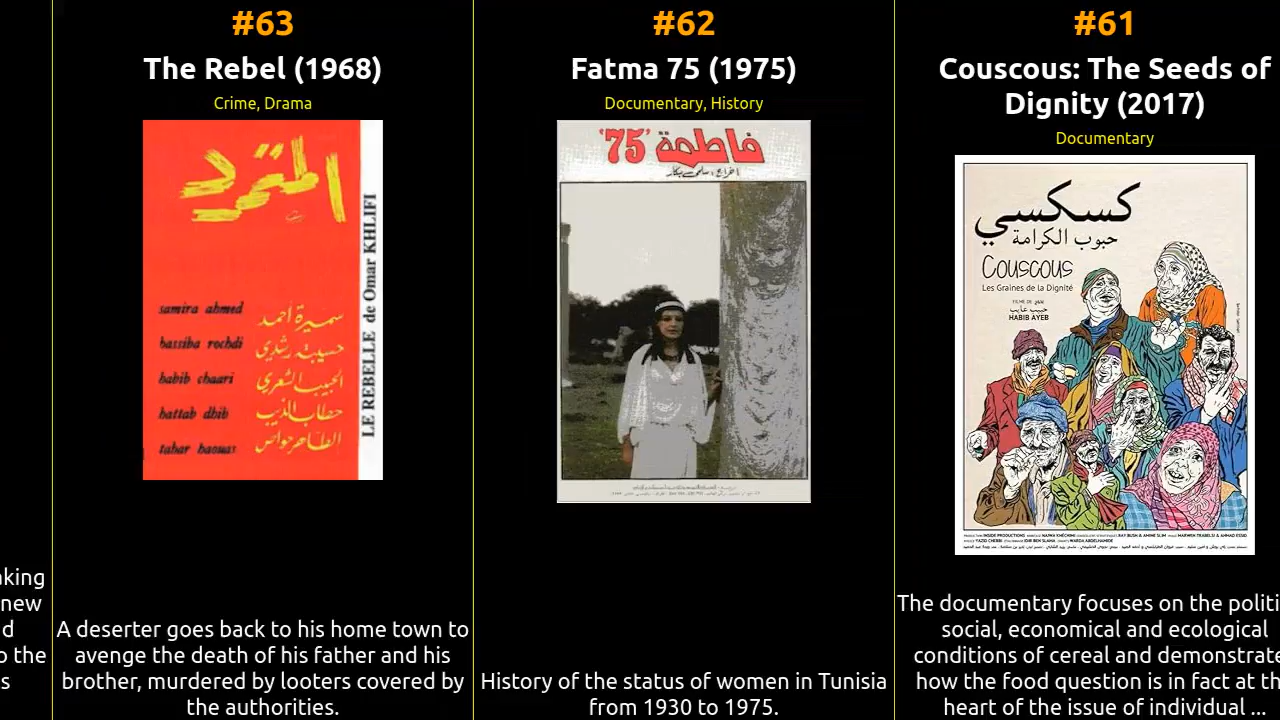 aking
new
d
o the
s
#63
The Rebel (1968)
Crime, Drama
المتمرد
samira ahmed
سميرة أحمد
hassiba rochdi
حسيبة رشدي
habib chaari
الحبيب الشعري
hattab dhib
حطاب الذيب
tahar haouas
الطاهر حواص
LE REBELLE de Omar KHLIFI
A deserter goes back to his home town to
avenge the death of his father and his
brother, murdered by looters covered by
the authorities.
#62
Fatma 75 (1975)
Documentary, History
فاطمة '75'
History of the status of women in Tunisia
from 1930 to 1975.
#61
Couscous: The Seeds of
Dignity (2017)
Documentary
كسكسي
حبوب الكرامة
Couscous
Les Graines de la Dignité
حبيب عايب
HABIB AYEB
The documentary focuses on the politi
social, economical and ecological
conditions of cereal and demonstrate
how the food question is in fact at th
heart of the issue of individual ...